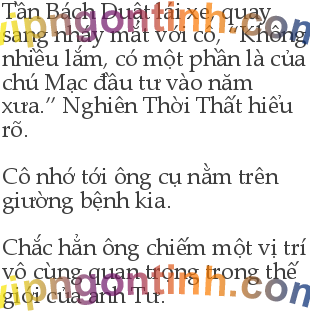 Tần Bách Duật lái xe, quay
sang nháy mắt với cô, “Không
nhiều lắm, có một phần là của
chú Mạc đầu tư vào năm
xưa.” Nghiên Thời Thất hiểu
rõ.
Cô nhớ tới ông cụ nằm trên
giường bệnh kia.
Chắc hẳn ông chiếm một vị trí
vô cùng quan trọng trong thế
giới của anh Tư.